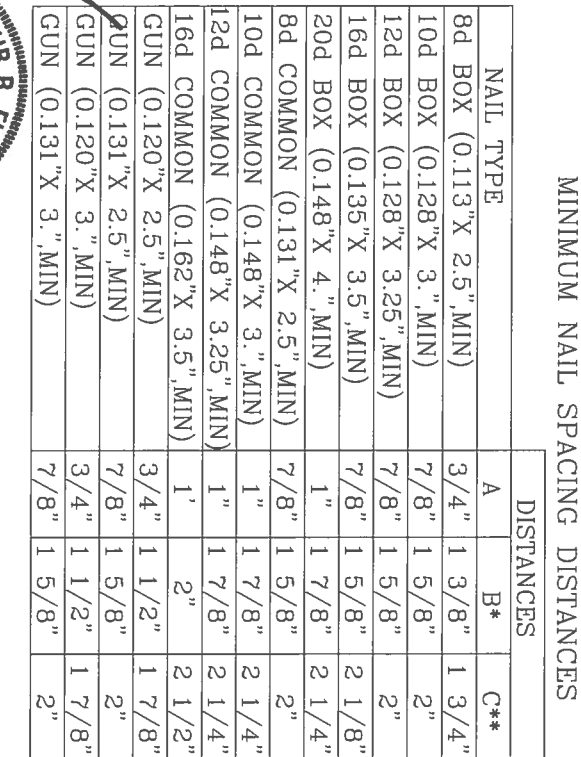 MINIMUM NAIL SPACING DISTANCES
DISTANCES
NAIL TYPE A B* C**
8d BOX (0.113"X 2.5",MIN) 3/4" 1 3/8" 1 3/4"
10d BOX (0.128"X 3.",MIN) 7/8" 1 5/8" 2"
12d BOX (0.128"X 3.25",MIN) 7/8" 1 5/8" 2"
16d BOX (0.135"X 3.5",MIN) 7/8" 1 5/8" 2 1/8"
20d BOX (0.148"X 4.",MIN) 1" 1 7/8" 2 1/4"
8d COMMON (0.131"X 2.5",MIN) 7/8" 1 5/8" 2"
10d COMMON (0.148"X 3.",MIN) 1" 1 7/8" 2 1/4"
12d COMMON (0.148"X 3.25",MIN) 1" 1 7/8" 2 1/4"
16d COMMON (0.162"X 3.5",MIN) 1' 2" 2 1/2"
GUN (0.120"X 2.5",MIN) 3/4" 1 1/2" 1 7/8"
GUN (0.131"X 2.5",MIN) 7/8" 1 5/8" 2"
GUN (0.120"X 3.",MIN) 3/4" 1 1/2" 1 7/8"
GUN (0.131"X 3.",MIN) 7/8" 1 5/8" 2"